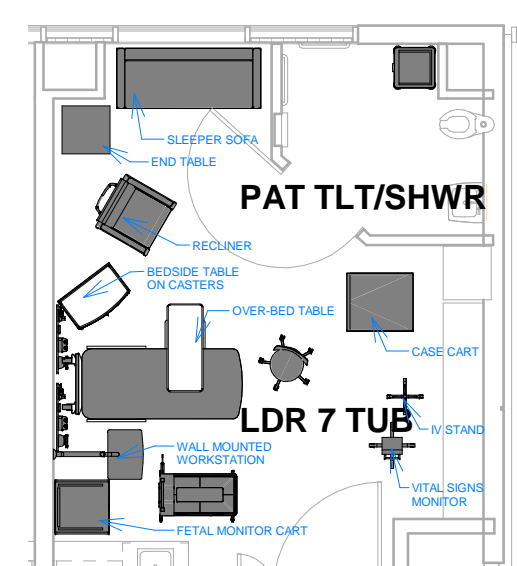 SLEEPER SOFA
END TABLE
PAT TLT/SHWR
RECLINER
BEDSIDE TABLE
ON CASTERS
OVER-BED TABLE
CASE CART
LDR 7 TUB
IV STAND
WALL MOUNTED
WORKSTATION
VITAL SIGNS
MONITOR
FETAL MONITOR CART